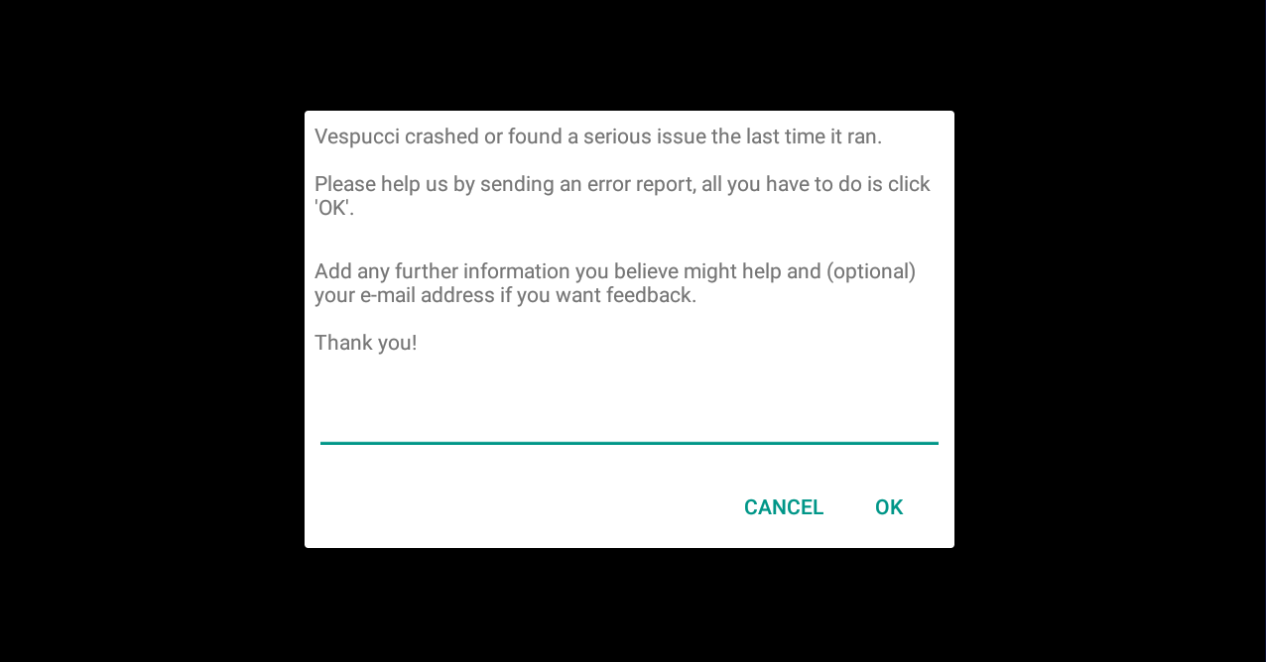 Vespucci crashed or found a serious issue the last time it ran.
Please help us by sending an error report, all you have to do is click
'OK'.
Add any further information you believe might help and (optional)
your e-mail address if you want feedback.
Thank you!
CANCEL OK